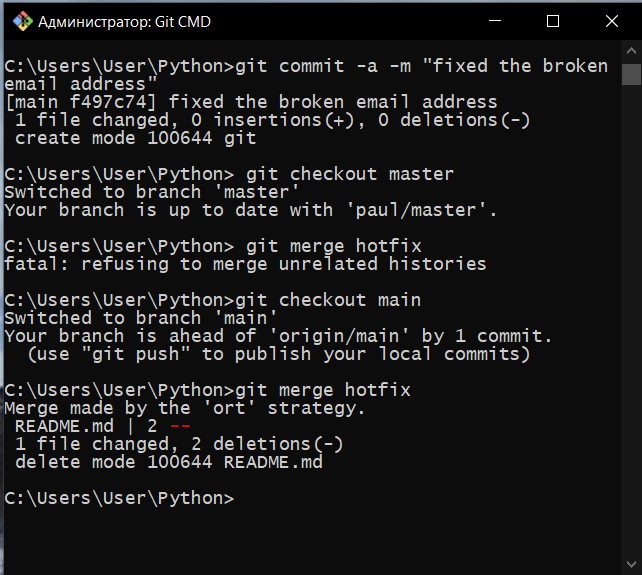 Администратор: Git CMD
C:\Users\User\Python>git commit -a -m "fixed the broken
email address"
[main f497c74] fixed the broken email address
 1 file changed, 0 insertions(+), 0 deletions(-)
 create mode 100644 git
C:\Users\User\Python> git checkout master
Switched to branch 'master'
Your branch is up to date with 'paul/master'.
C:\Users\User\Python> git merge hotfix
fatal: refusing to merge unrelated histories
C:\Users\User\Python>git checkout main
Switched to branch 'main'
Your branch is ahead of 'origin/main' by 1 commit.
  (use "git push" to publish your local commits)
C:\Users\User\Python>git merge hotfix
Merge made by the 'ort' strategy.
 README.md | 2 --
 1 file changed, 2 deletions(-)
 delete mode 100644 README.md
C:\Users\User\Python>